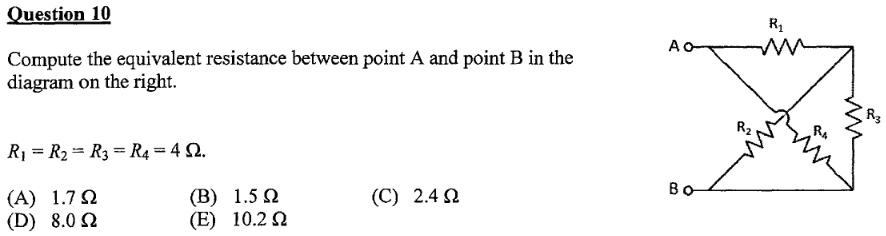 Question 10
R₁
A
Compute the equivalent resistance between point A and point B in the
diagram on the right.
R₃
R₂
R₄
R₁ = R₂ = R₃ = R₄ = 4 Ω.
B
(A) 1.7 Ω (B) 1.5 Ω (C) 2.4 Ω
(D) 8.0 Ω (E) 10.2 Ω